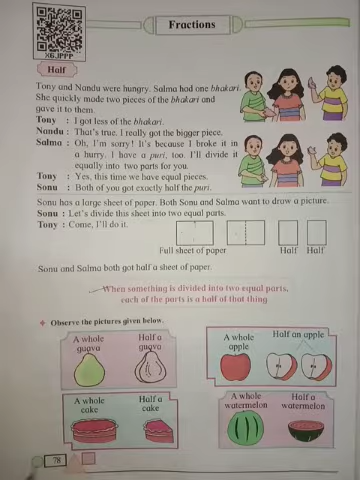 Fractions
X6JPPP
Half
Tony and Nandu were hungry. Salma had one bhakari.
She quickly made two pieces of the bhakari and
gave it to them.
Tony : I got less of the bhakari.
Nandu : That's true. I really got the bigger piece.
Salma : Oh, I'm sorry! It's because I broke it in
a hurry. I have a puri, too. I'll divide it
equally into two parts for you.
Tony : Yes, this time we have equal pieces.
Sonu : Both of you got exactly half the puri.
Sonu has a large sheet of paper. Both Sonu and Salma want to draw a picture.
Sonu : Let's divide this sheet into two equal parts.
Tony : Come, I'll do it.
Full sheet of paper
Half Half
Sonu and Salma both got half a sheet of paper.
When something is divided into two equal parts,
each of the parts is a half of that thing.
Observe the pictures given below.
A whole guava
Half a guava
A whole apple
Half an apple
A whole cake
Half a cake
A whole watermelon
Half a watermelon
78